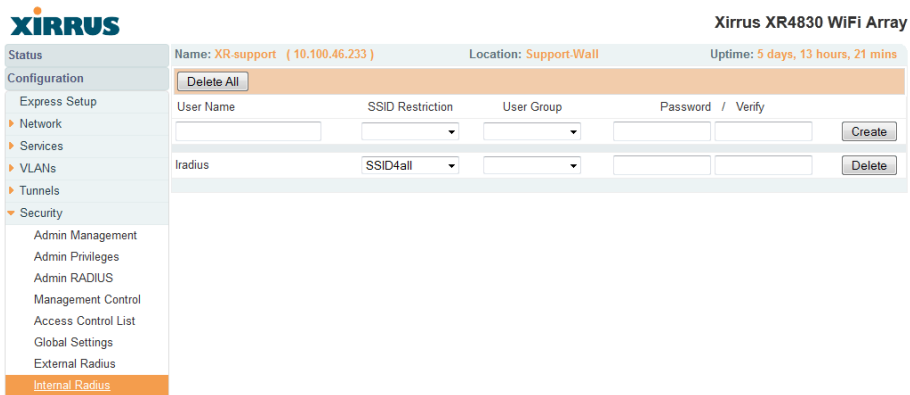 XIRRUS
Xirrus XR4830 WiFi Array
Status
Name: XR-support ( 10.100.46.233 ) Location: Support-Wall Uptime: 5 days, 13 hours, 21 mins
Configuration
Delete All
Express Setup
User Name SSID Restriction User Group Password / Verify
Network
Create
Services
VLANs
Iradius SSID4all Delete
Tunnels
Security
Admin Management
Admin Privileges
Admin RADIUS
Management Control
Access Control List
Global Settings
External Radius
Internal Radius